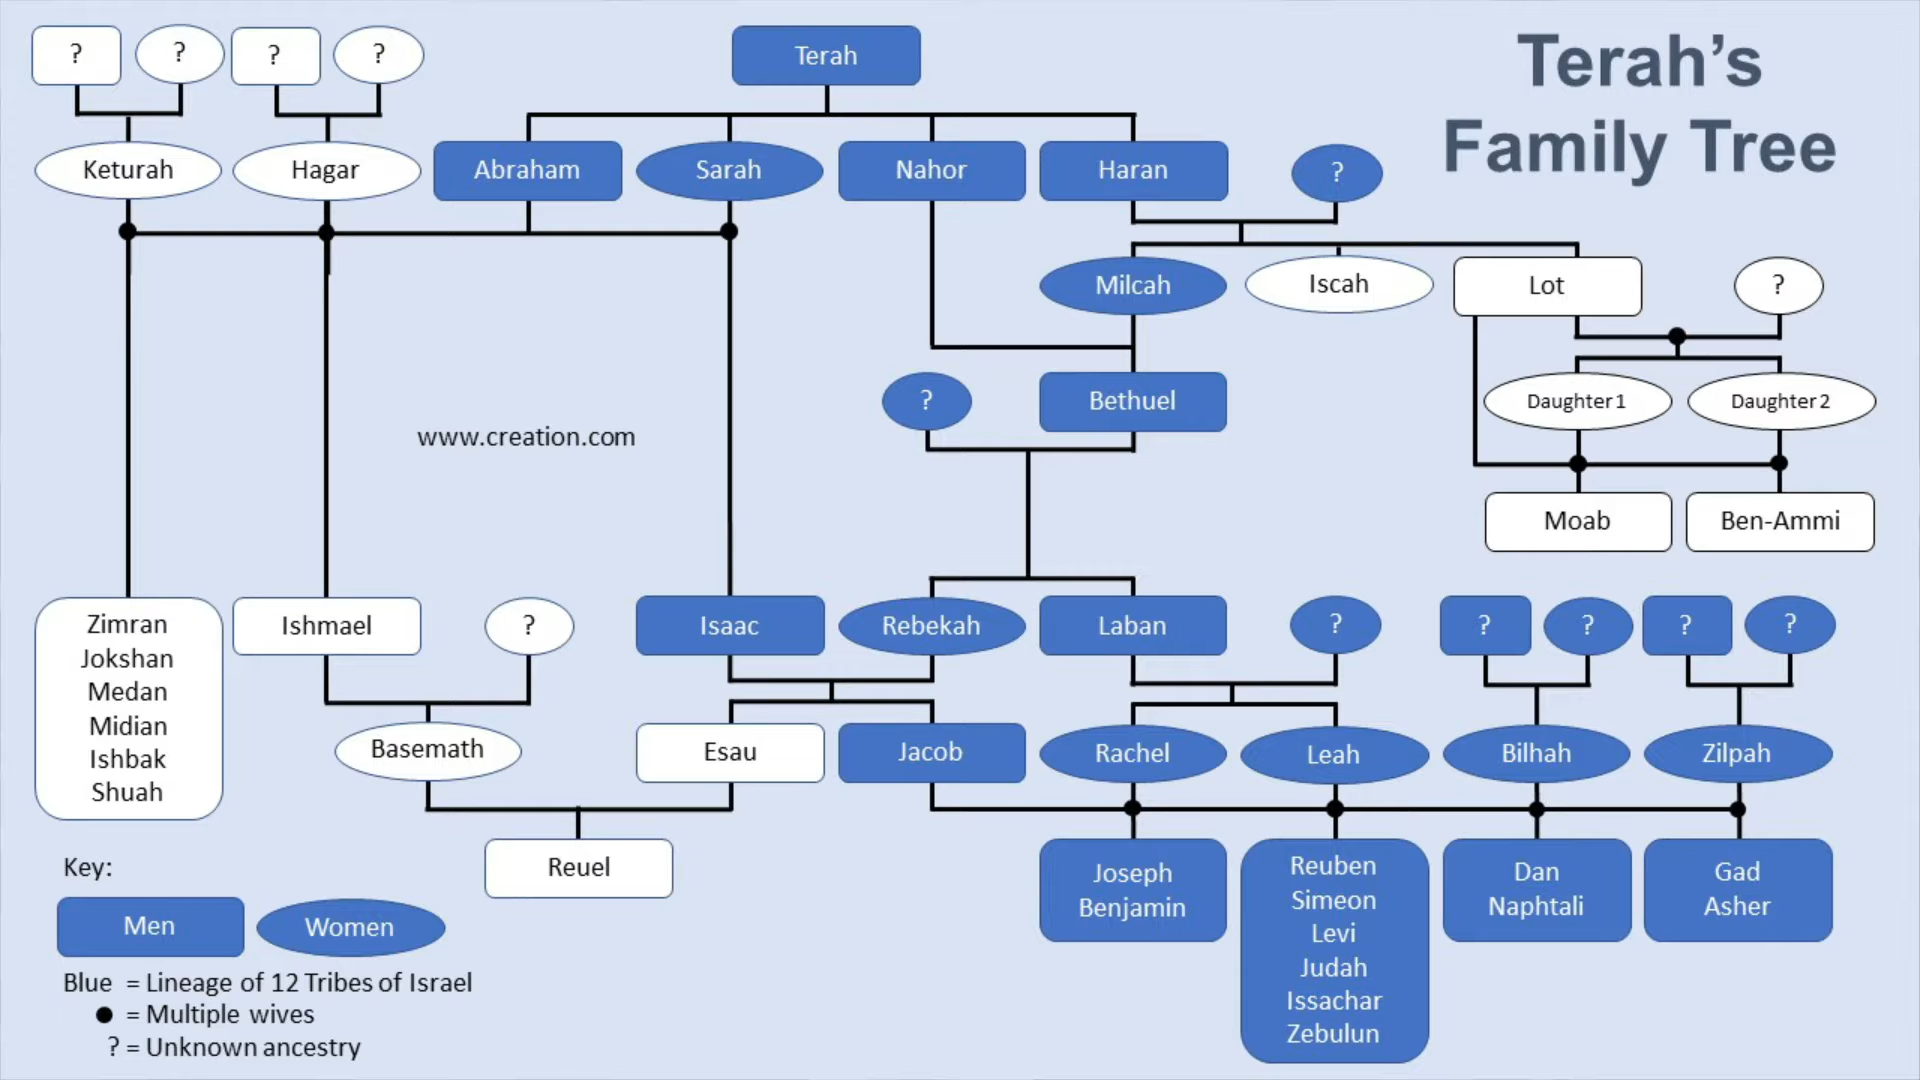 Terah's
Family Tree
? ? ? ? Terah
Keturah Hagar Abraham Sarah Nahor Haran ?
Milcah Iscah Lot ?
? Bethuel Daughter 1 Daughter 2
www.creation.com
Moab Ben-Ammi
Zimran
Jokshan
Medan
Midian
Ishbak
Shuah
Ishmael ? Isaac Rebekah Laban ? ? ? ? ?
Basemath Esau Jacob Rachel Leah Bilhah Zilpah
Reuel
Joseph
Benjamin
Reuben
Simeon
Levi
Judah
Issachar
Zebulun
Dan
Naphtali
Gad
Asher
Key:
Men Women
Blue = Lineage of 12 Tribes of Israel
● = Multiple wives
? = Unknown ancestry